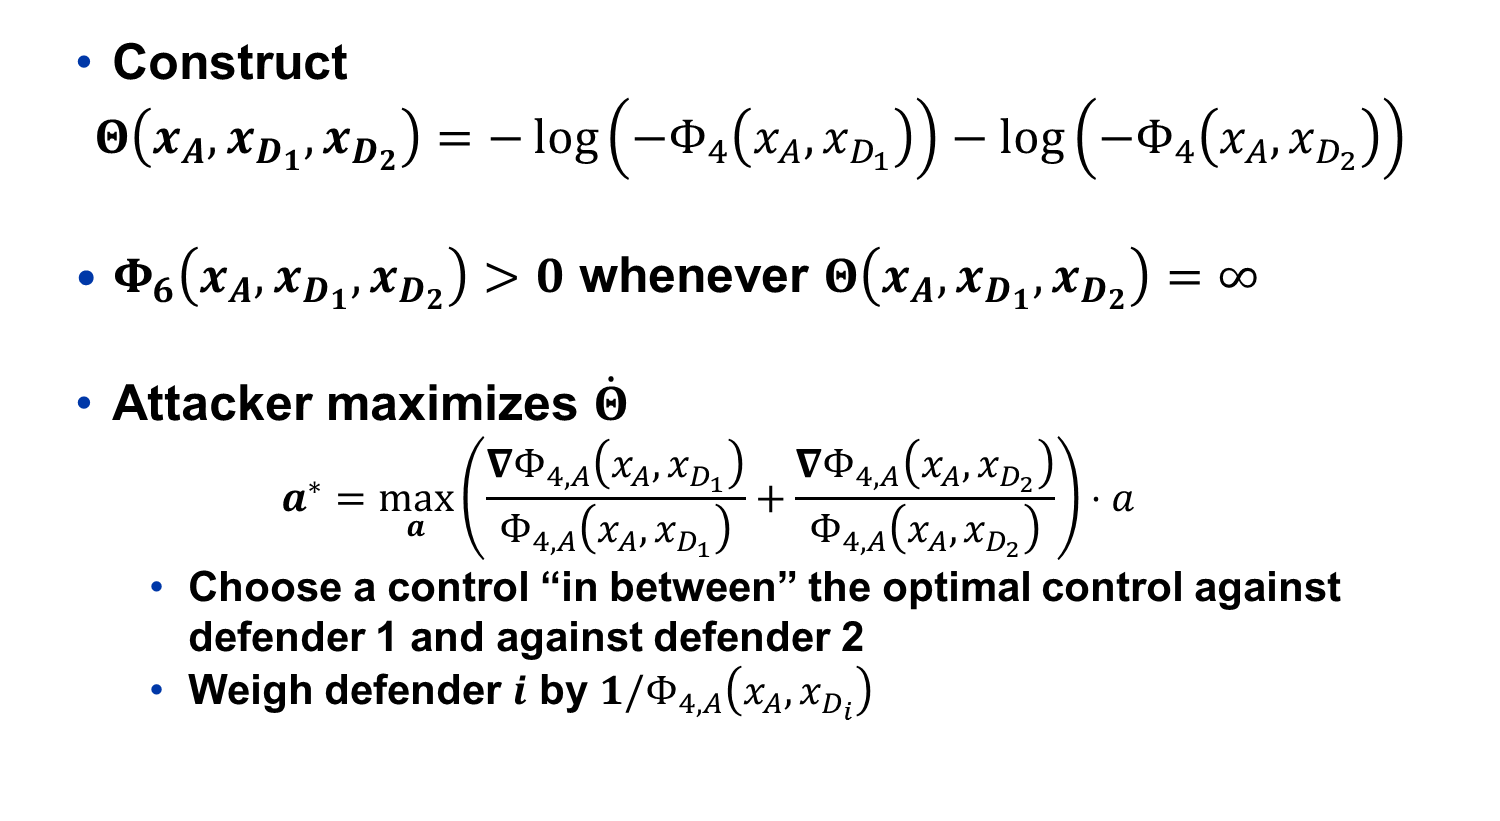 • Construct
𝚯(𝒙_𝑨, 𝒙_{𝑫_𝟏}, 𝒙_{𝑫_𝟐}) = − log(−Φ_4(𝑥_𝐴, 𝑥_{𝐷_1})) − log(−Φ_4(𝑥_𝐴, 𝑥_{𝐷_2}))
• 𝚽_𝟔(𝒙_𝑨, 𝒙_{𝑫_𝟏}, 𝒙_{𝑫_𝟐}) > 𝟎 whenever 𝚯(𝒙_𝑨, 𝒙_{𝑫_𝟏}, 𝒙_{𝑫_𝟐}) = ∞
• Attacker maximizes 𝚯̇
𝒂* = max_𝒂 (𝛁Φ_{4,𝐴}(𝑥_𝐴, 𝑥_{𝐷_1}) / Φ_{4,𝐴}(𝑥_𝐴, 𝑥_{𝐷_1}) + 𝛁Φ_{4,𝐴}(𝑥_𝐴, 𝑥_{𝐷_2}) / Φ_{4,𝐴}(𝑥_𝐴, 𝑥_{𝐷_2})) · 𝑎
• Choose a control “in between” the optimal control against
defender 1 and against defender 2
• Weigh defender 𝒊 by 𝟏/Φ_{4,𝐴}(𝑥_𝐴, 𝑥_{𝐷_𝑖})